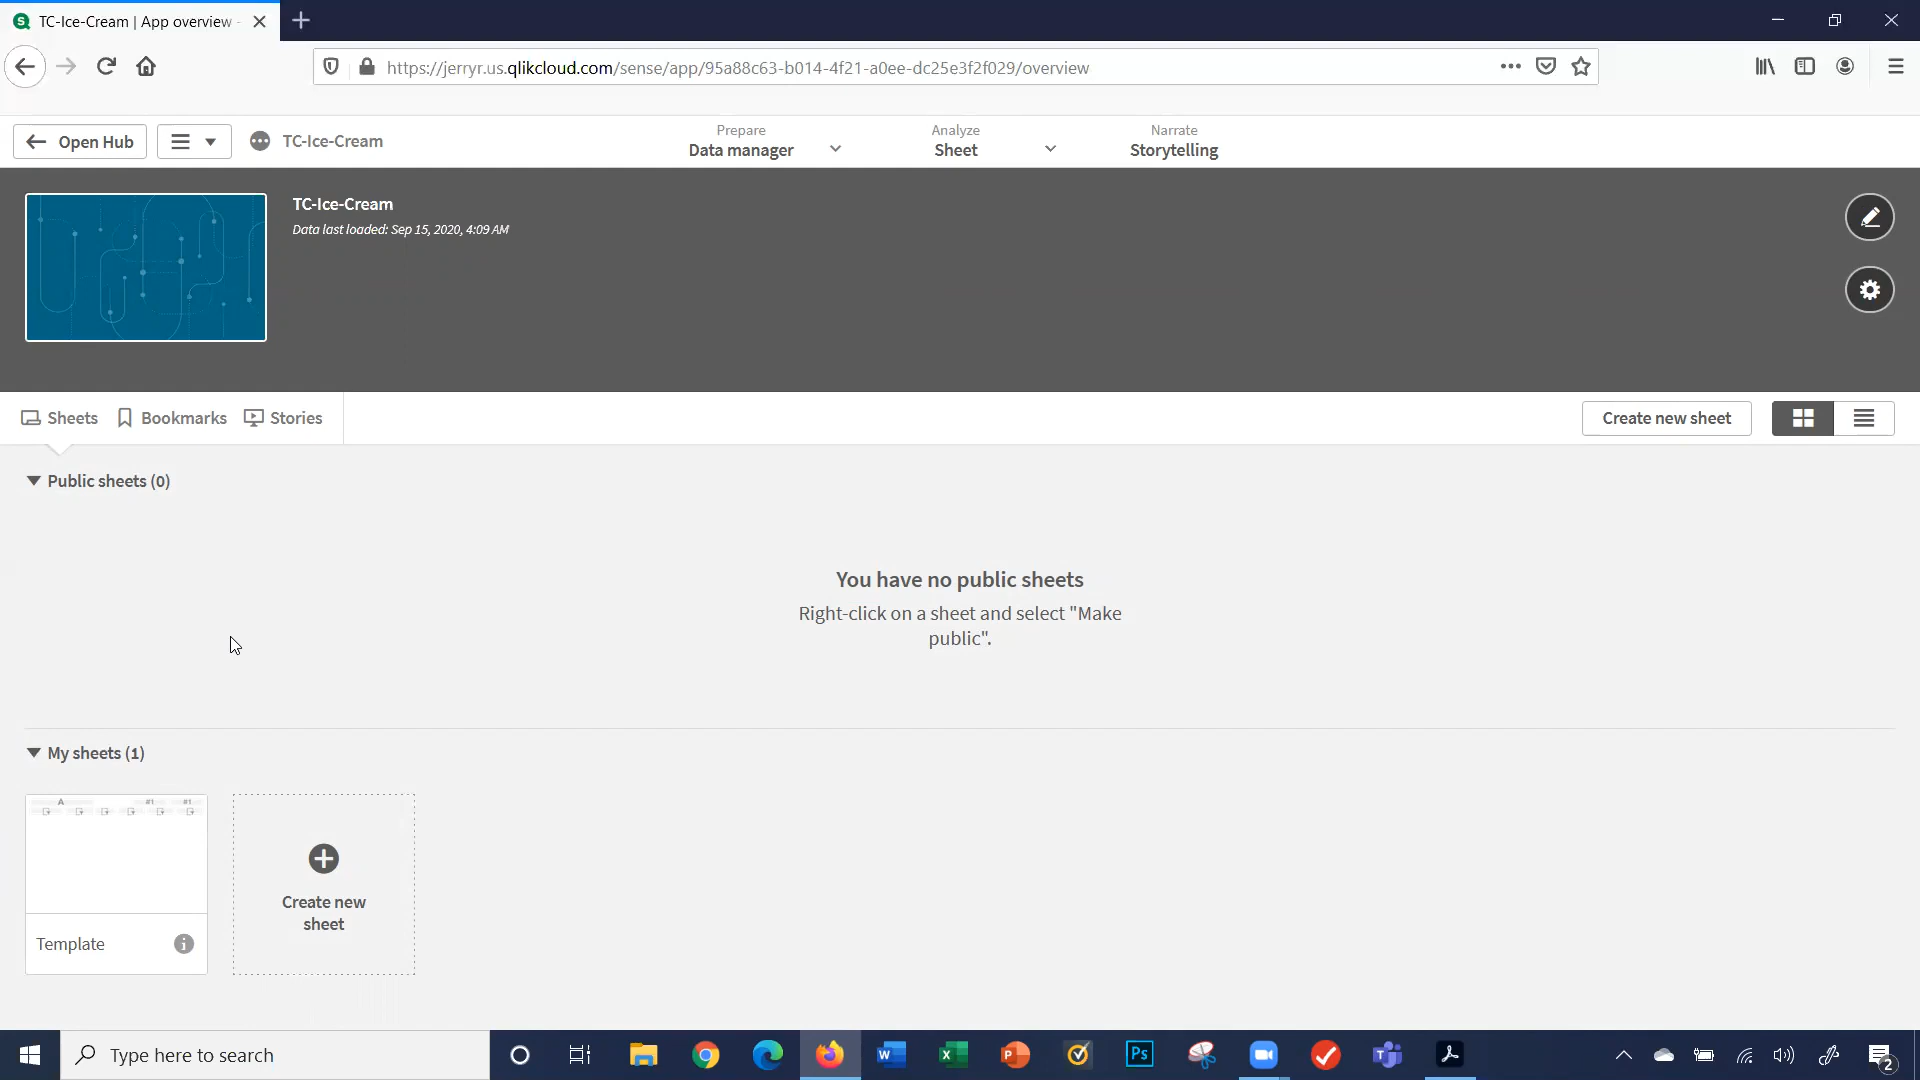 TC-Ice-Cream | App overview -
https://jerryr.us.qlikcloud.com/sense/app/95a88c63-b014-4f21-a0ee-dc25e3f2f029/overview
Open Hub
TC-Ice-Cream
Prepare
Data manager
Analyze
Sheet
Narrate
Storytelling
TC-Ice-Cream
Data last loaded: Sep 15, 2020, 4:09 AM
Sheets
Bookmarks
Stories
Create new sheet
Public sheets (0)
You have no public sheets
Right-click on a sheet and select "Make
public".
My sheets (1)
A
#1
#1
Template
Create new
sheet
Type here to search
2